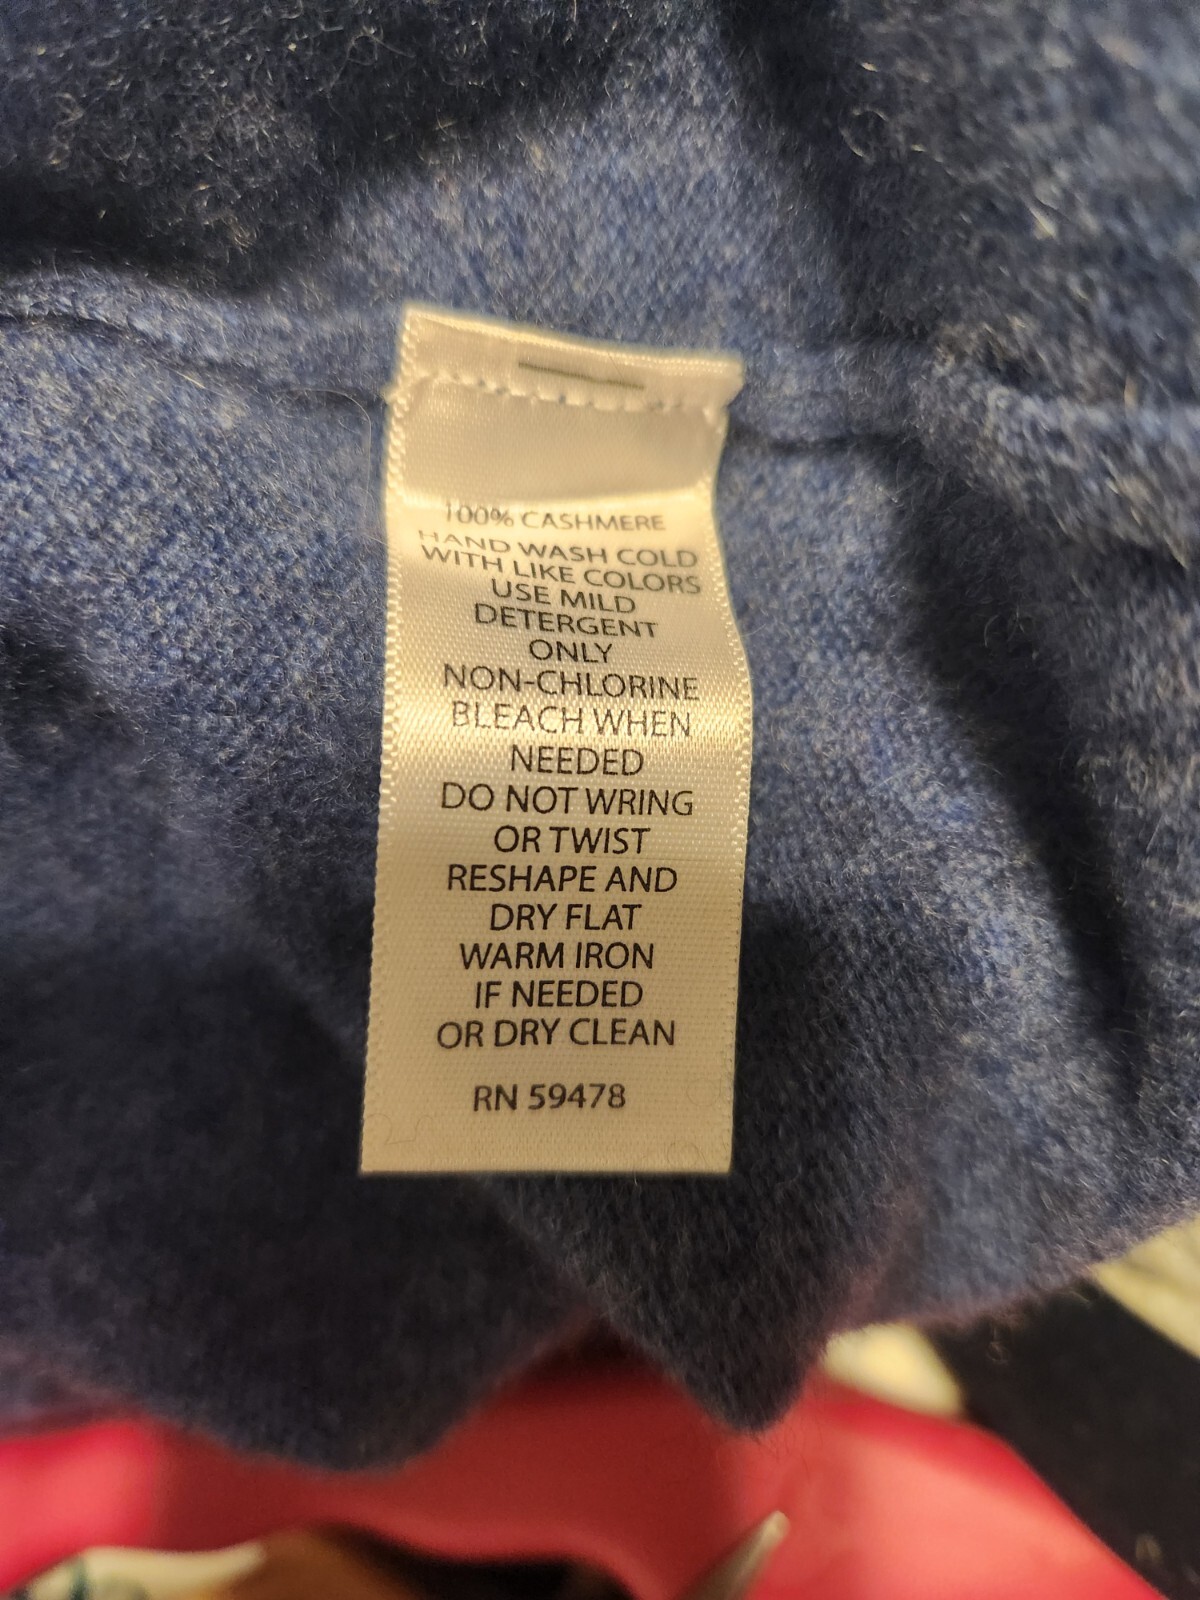 100% CASHMERE
HAND WASH COLD
WITH LIKE COLORS
USE MILD
DETERGENT
ONLY
NON-CHLORINE
BLEACH WHEN
NEEDED
DO NOT WRING
OR TWIST
RESHAPE AND
DRY FLAT
WARM IRON
IF NEEDED
OR DRY CLEAN
RN 59478